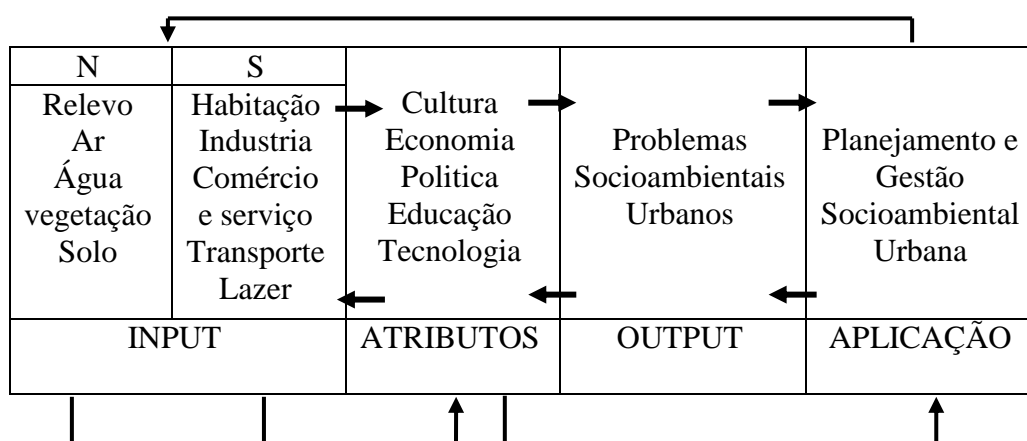 N
S
Relevo
Ar
Água
vegetação
Solo
Habitação
Industria
Comércio
e serviço
Transporte
Lazer
Cultura
Economia
Politica
Educação
Tecnologia
Problemas
Socioambientais
Urbanos
Planejamento e
Gestão
Socioambiental
Urbana
INPUT
ATRIBUTOS
OUTPUT
APLICAÇÃO